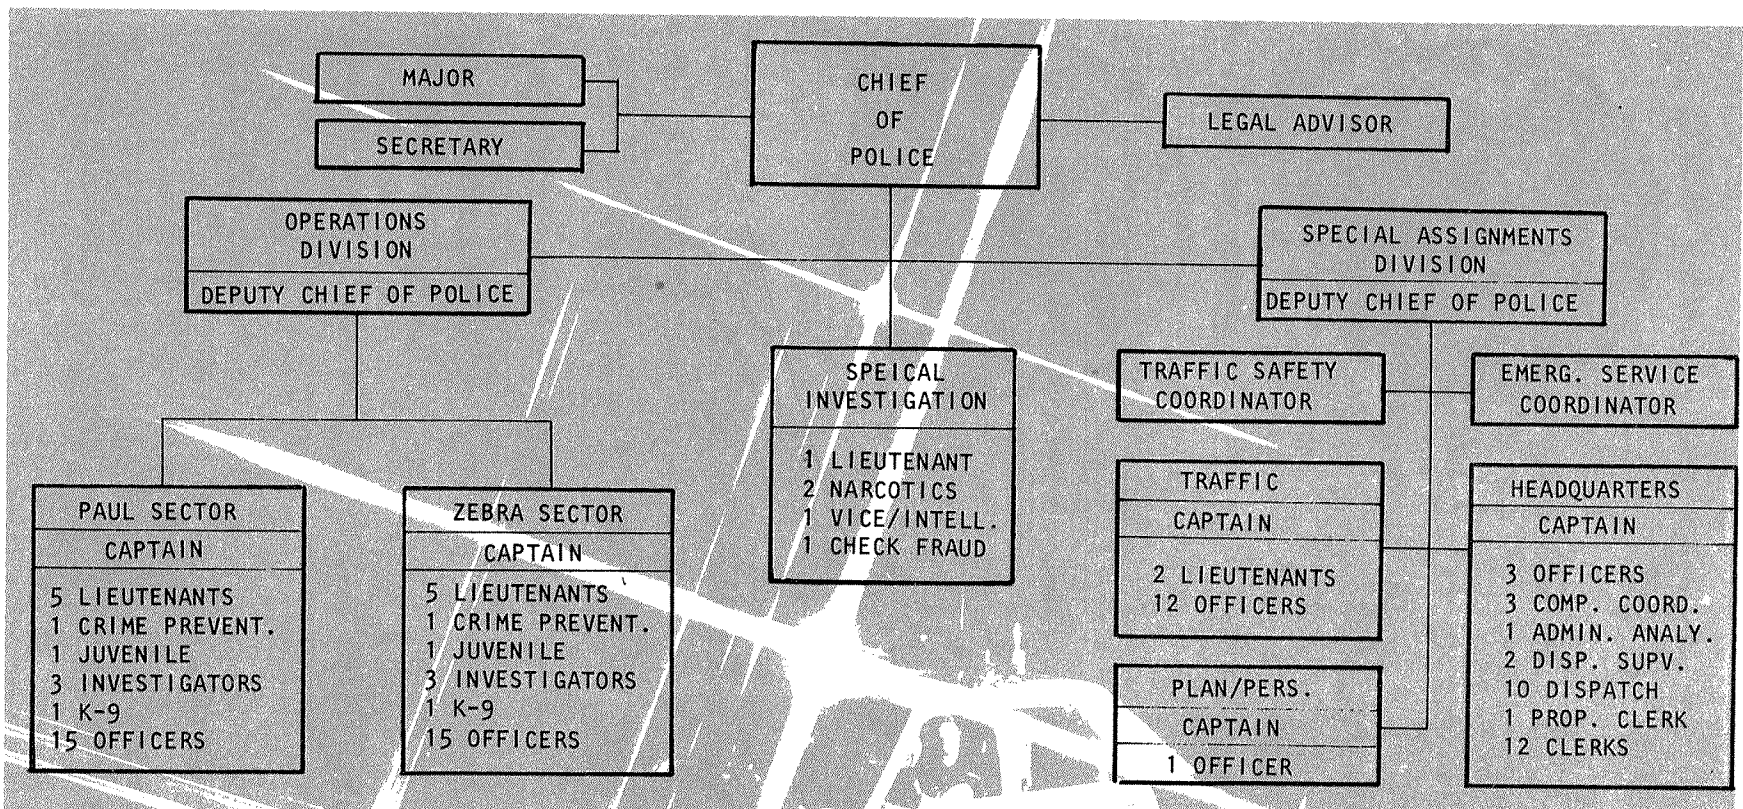 MAJOR
SECRETARY
CHIEF
OF
POLICE
LEGAL ADVISOR
OPERATIONS
DIVISION
DEPUTY CHIEF OF POLICE
SPECIAL ASSIGNMENTS
DIVISION
DEPUTY CHIEF OF POLICE
SPEICAL
INVESTIGATION
1 LIEUTENANT
2 NARCOTICS
1 VICE/INTELL.
1 CHECK FRAUD
TRAFFIC SAFETY
COORDINATOR
EMERG. SERVICE
COORDINATOR
PAUL SECTOR
CAPTAIN
5 LIEUTENANTS
1 CRIME PREVENT.
1 JUVENILE
3 INVESTIGATORS
1 K-9
15 OFFICERS
ZEBRA SECTOR
CAPTAIN
5 LIEUTENANTS
1 CRIME PREVENT.
1 JUVENILE
3 INVESTIGATORS
1 K-9
15 OFFICERS
TRAFFIC
CAPTAIN
2 LIEUTENANTS
12 OFFICERS
PLAN/PERS.
CAPTAIN
1 OFFICER
HEADQUARTERS
CAPTAIN
3 OFFICERS
3 COMP. COORD.
1 ADMIN. ANALY.
2 DISP. SUPV.
10 DISPATCH
1 PROP. CLERK
12 CLERKS